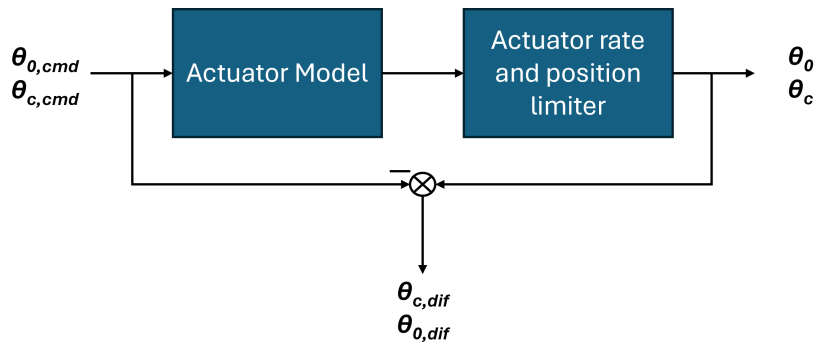 θ0,cmd
θc,cmd
Actuator Model
Actuator rate
and position
limiter
θ0
θc
–
θc,dif
θ0,dif